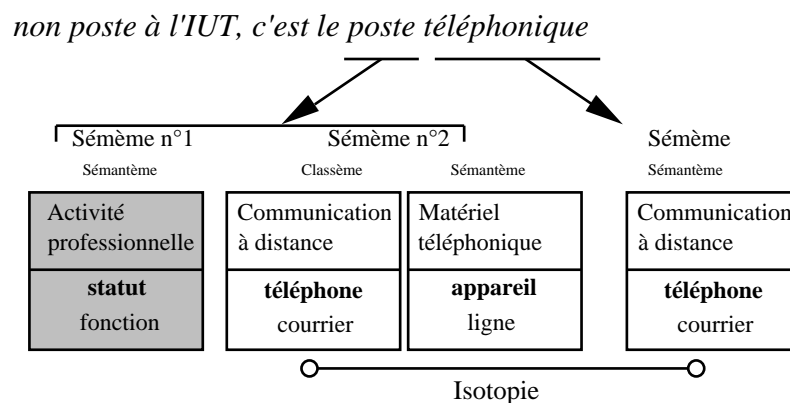 non poste à l'IUT, c'est le poste téléphonique
Sémème n°1
Sémème n°2
Sémème
Sémantème
Classème
Sémantème
Sémantème
Activité
professionnelle
Communication
à distance
Matériel
téléphonique
Communication
à distance
statut
fonction
téléphone
courrier
appareil
ligne
téléphone
courrier
Isotopie